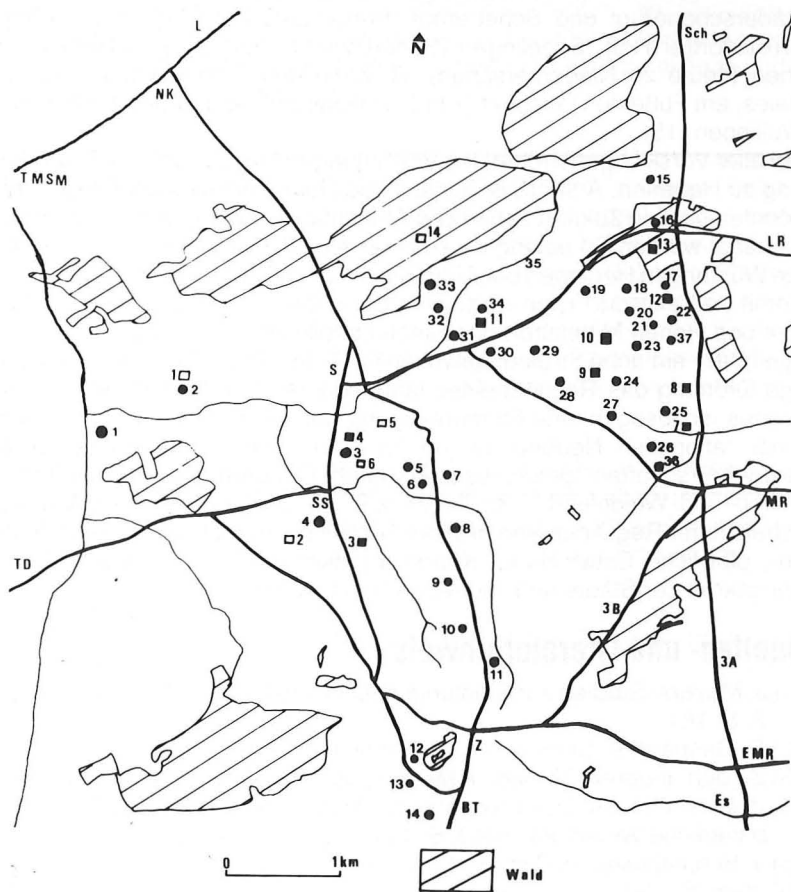 L
Sch
N
NK
TMSM
15
16
14
13
LR
35
33
19
18
17
12
34
32
11
20
22
21
31
10
37
23
30
29
S
9
1
24
8
2
28
5
27
25
1
4
7
3
26
6
5
7
36
6
SS
MR
4
8
3
2
TD
9
3B
10
3A
11
Z
12
EMR
13
Es
BT
14
0 1km
Wald